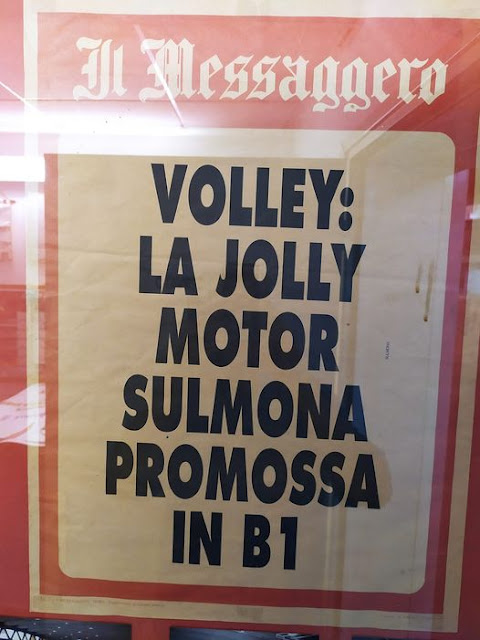 Il Messaggero
VOLLEY:
LA JOLLY
MOTOR
SULMONA
PROMOSSA
IN B1